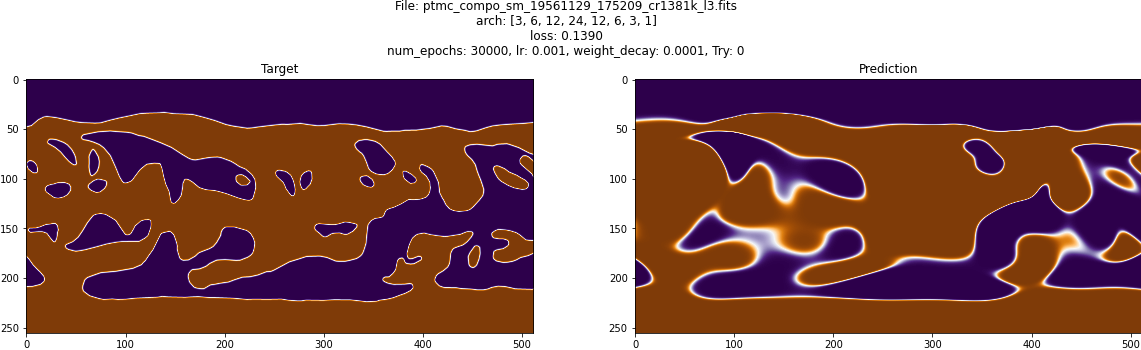 File: ptmc_compo_sm_19561129_175209_cr1381k_l3.fits
arch: [3, 6, 12, 24, 12, 6, 3, 1]
loss: 0.1390
num_epochs: 30000, lr: 0.001, weight_decay: 0.0001, Try: 0
Target
0
50
100
150
200
250
0 100 200 300 400 500
Prediction
0
50
100
150
200
250
0 100 200 300 400 500